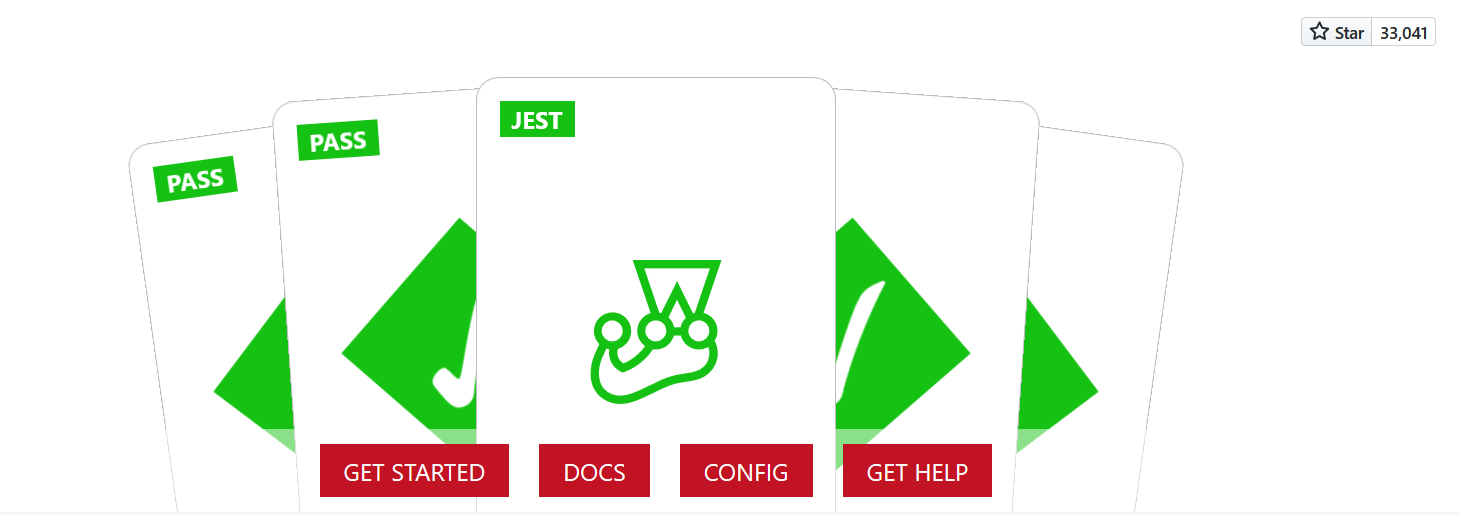 Star 33,041
JEST
PASS
PASS
GET STARTED DOCS CONFIG GET HELP